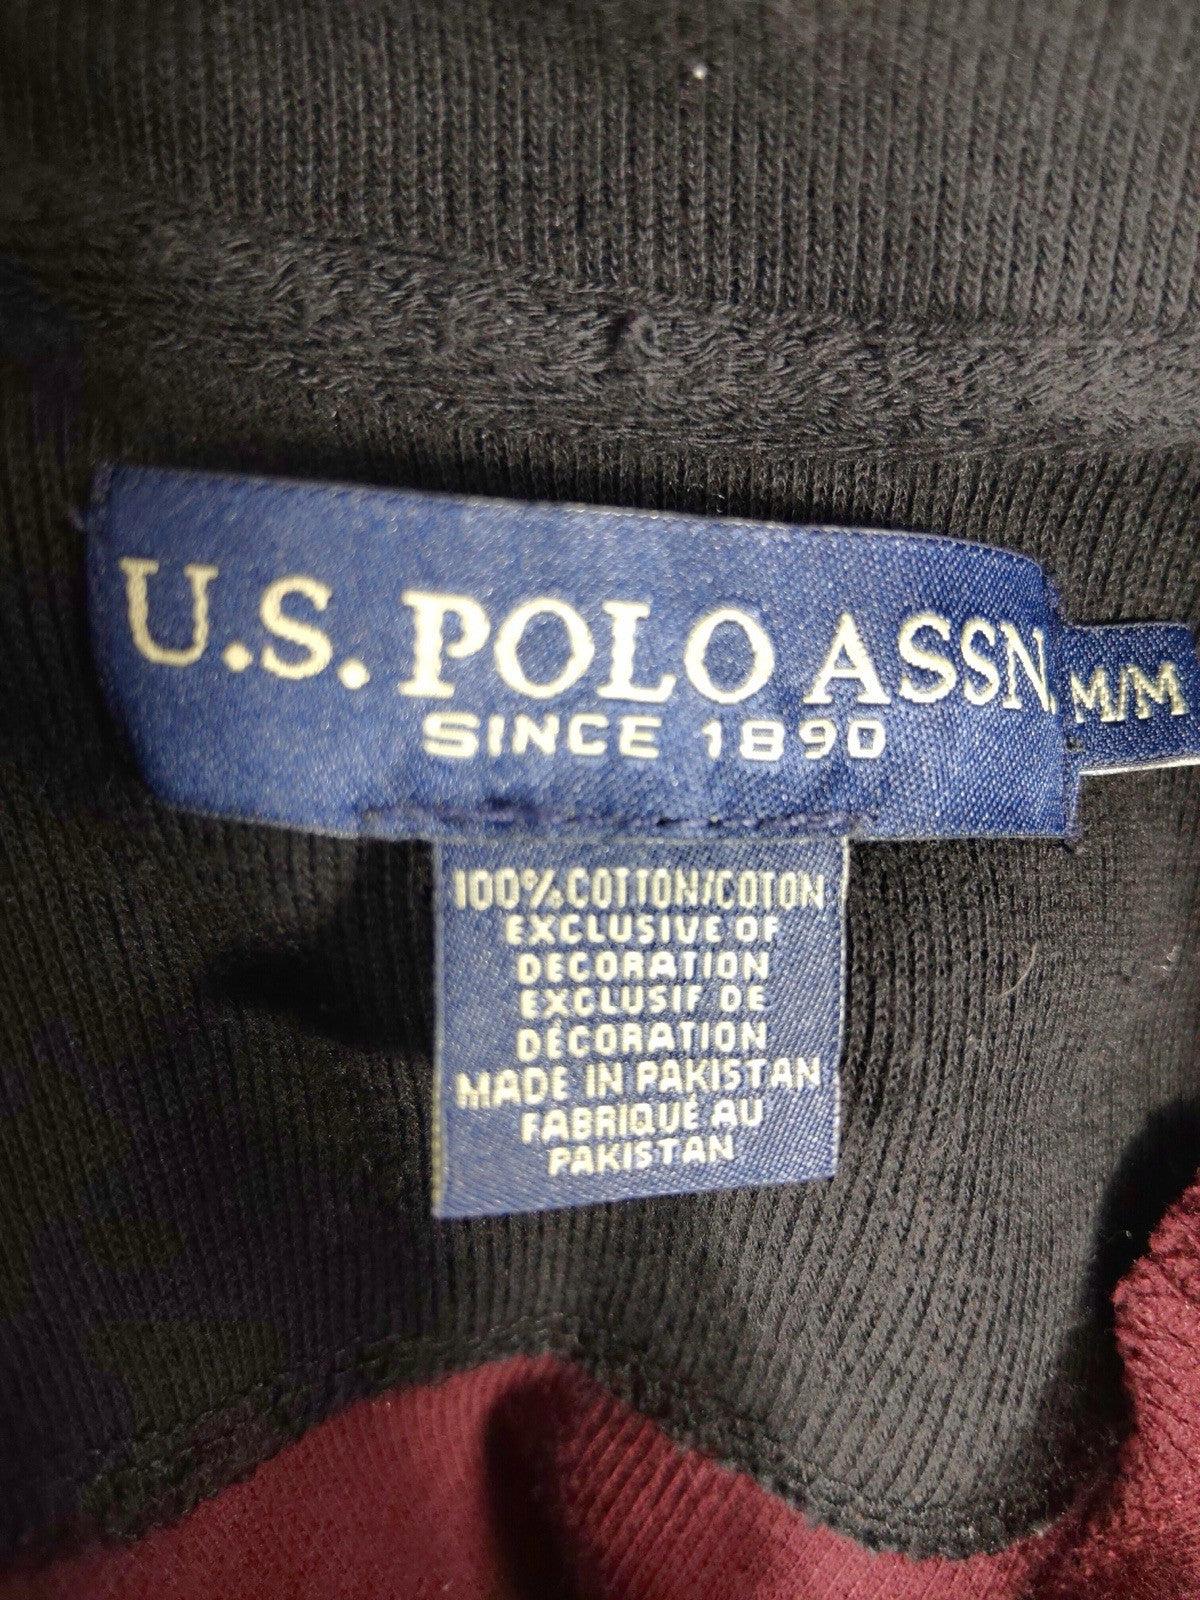 U.S. POLO ASSN.
SINCE 1890
M/M
100% COTTON/COTON
EXCLUSIVE OF
DECORATION
EXCLUSIF DE
DÉCORATION
MADE IN PAKISTAN
FABRIQUÉ AU
PAKISTAN